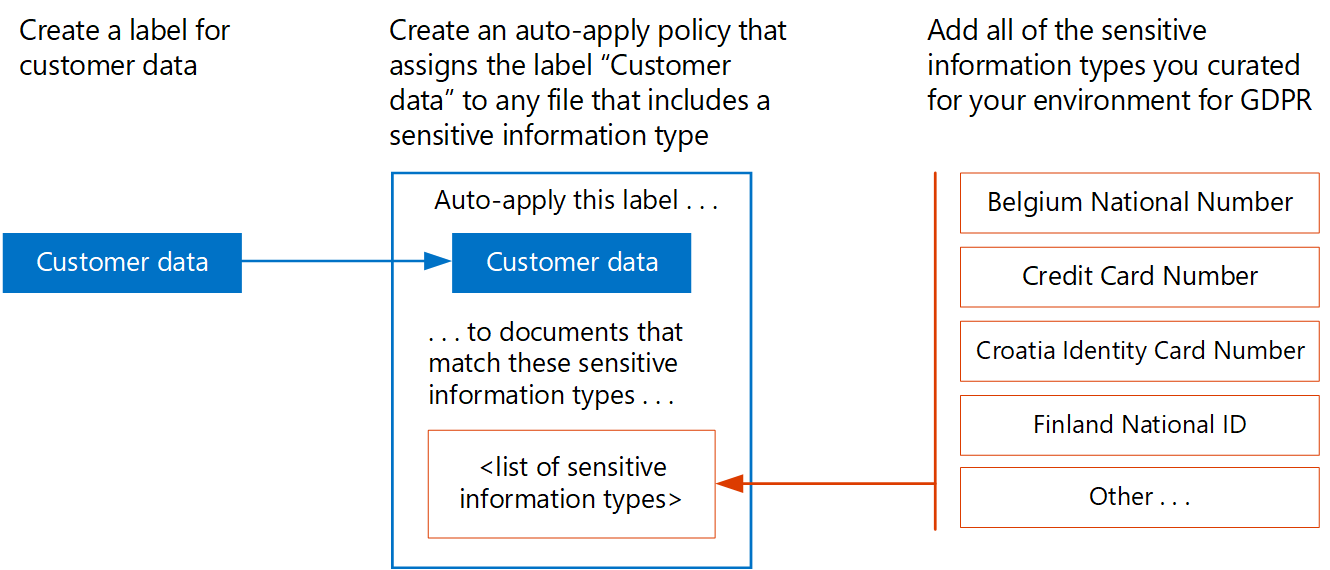 Create a label for
customer data
Create an auto-apply policy that
assigns the label “Customer
data” to any file that includes a
sensitive information type
Add all of the sensitive
information types you curated
for your environment for GDPR
Customer data
Auto-apply this label . . .
Customer data
. . . to documents that
match these sensitive
information types . . .
<list of sensitive
information types>
Belgium National Number
Credit Card Number
Croatia Identity Card Number
Finland National ID
Other . . .